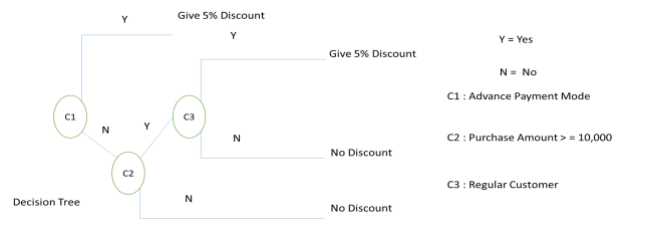 Y
Give 5% Discount
Y
Give 5% Discount
C1
N
Y
C3
N
No Discount
C2
N
No Discount
Decision Tree
Y = Yes
N = No
C1 : Advance Payment Mode
C2 : Purchase Amount > = 10,000
C3 : Regular Customer